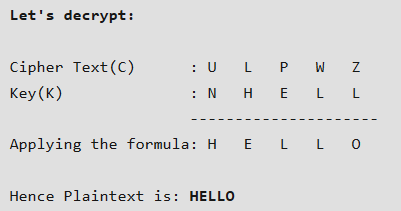 Let's decrypt:
Cipher Text(C) : U L P W Z
Key(K) : N H E L L
---------------------
Applying the formula: H E L L O
Hence Plaintext is: HELLO